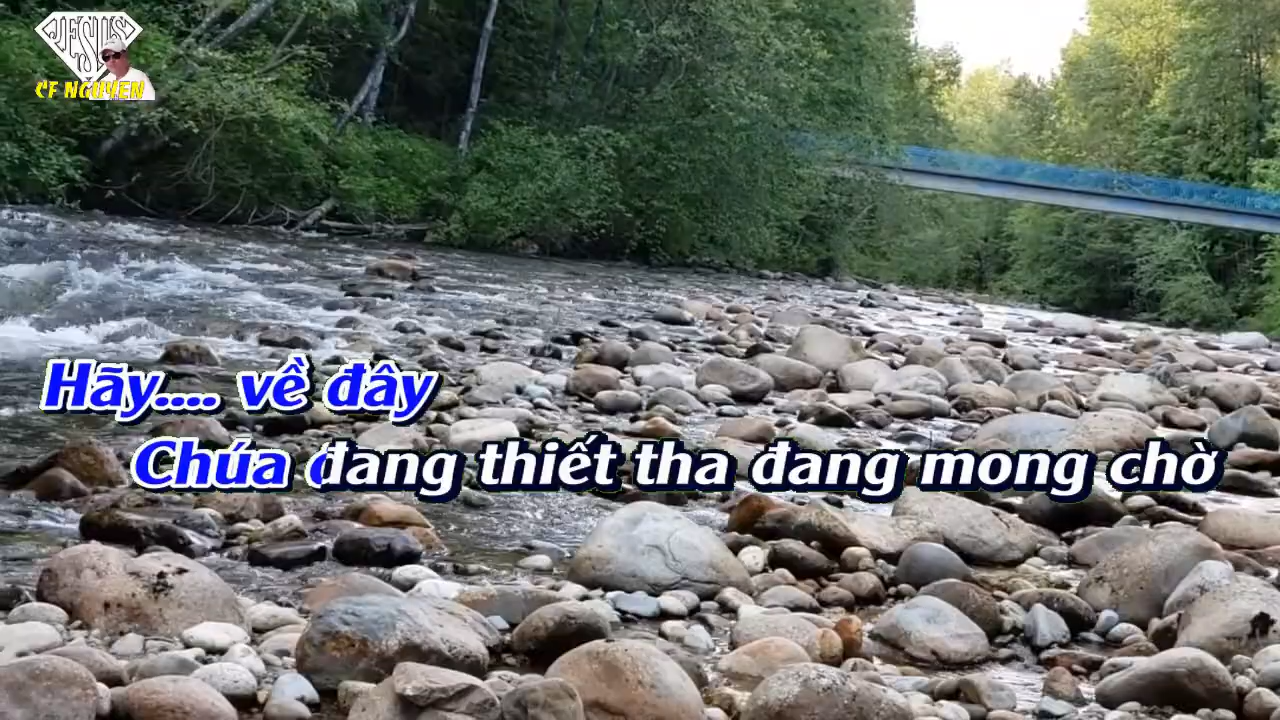 JESUS
CF NGUYEN
Hãy.... về đây
Chúa đang thiết tha đang mong chờ